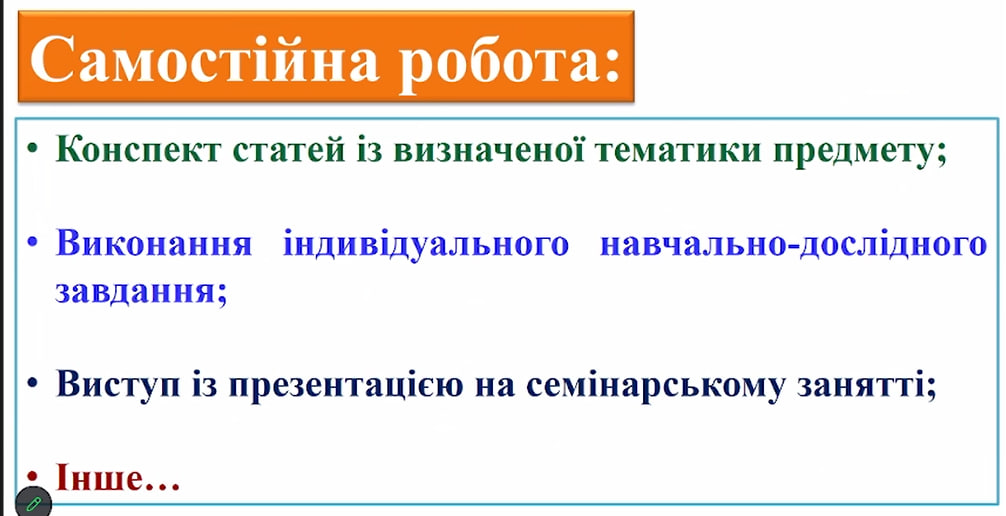 Самостійна робота:
• Конспект статей із визначеної тематики предмету;
• Виконання індивідуального навчально-дослідного
завдання;
• Виступ із презентацією на семінарському занятті;
• Інше...